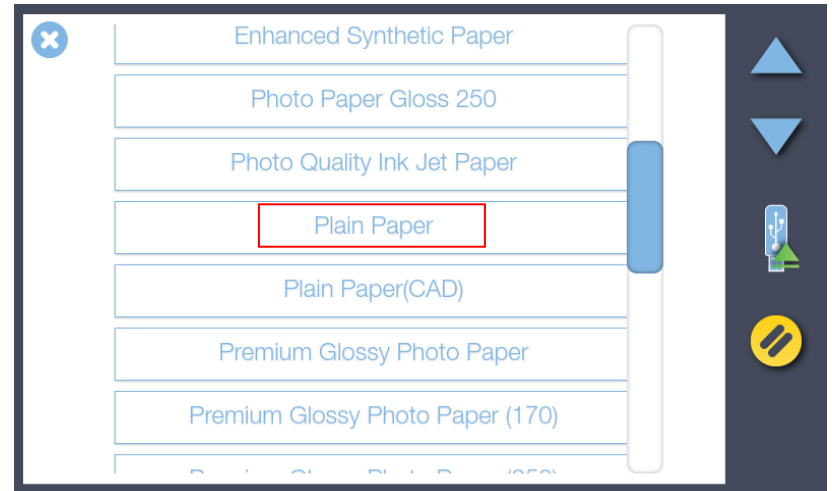 Enhanced Synthetic Paper
Photo Paper Gloss 250
Photo Quality Ink Jet Paper
Plain Paper
Plain Paper(CAD)
Premium Glossy Photo Paper
Premium Glossy Photo Paper (170)